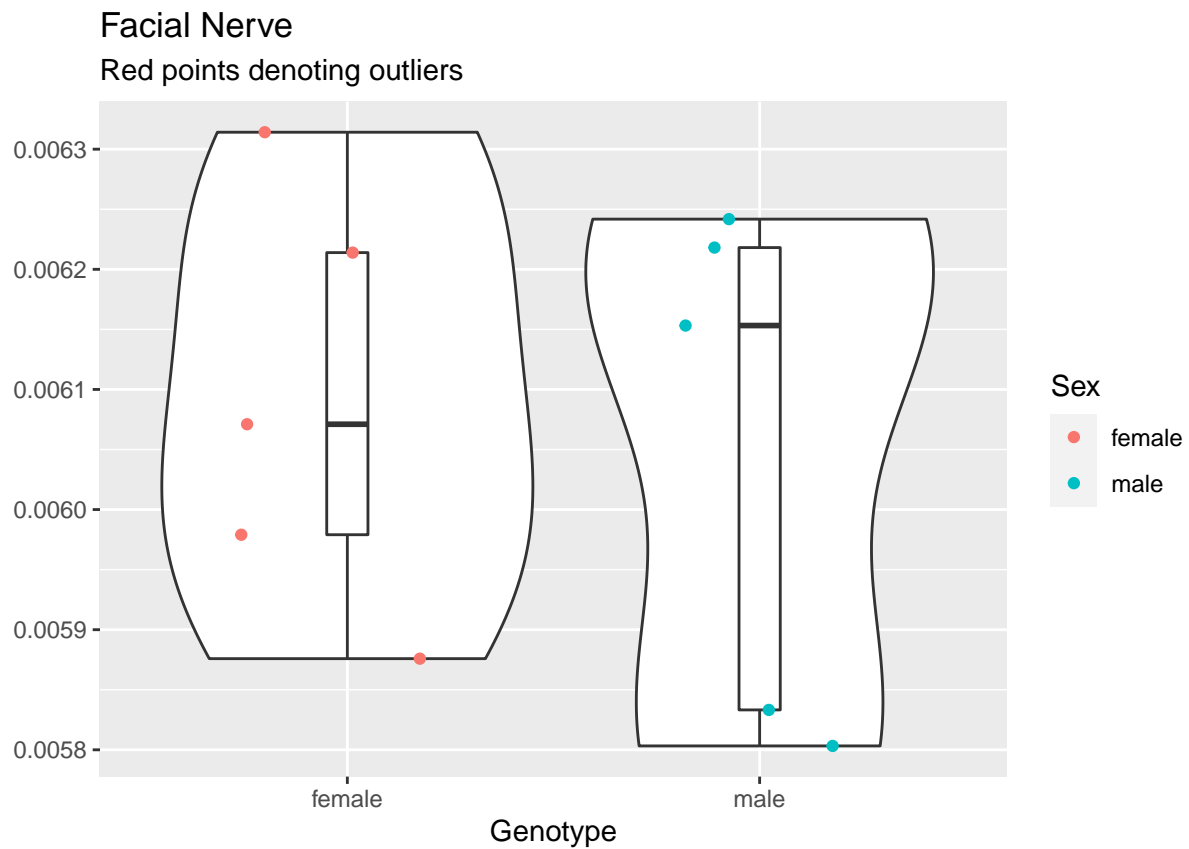 Facial Nerve
Red points denoting outliers
0.0063
0.0062
0.0061
0.0060
0.0059
0.0058
female
male
Genotype
Sex
female
male